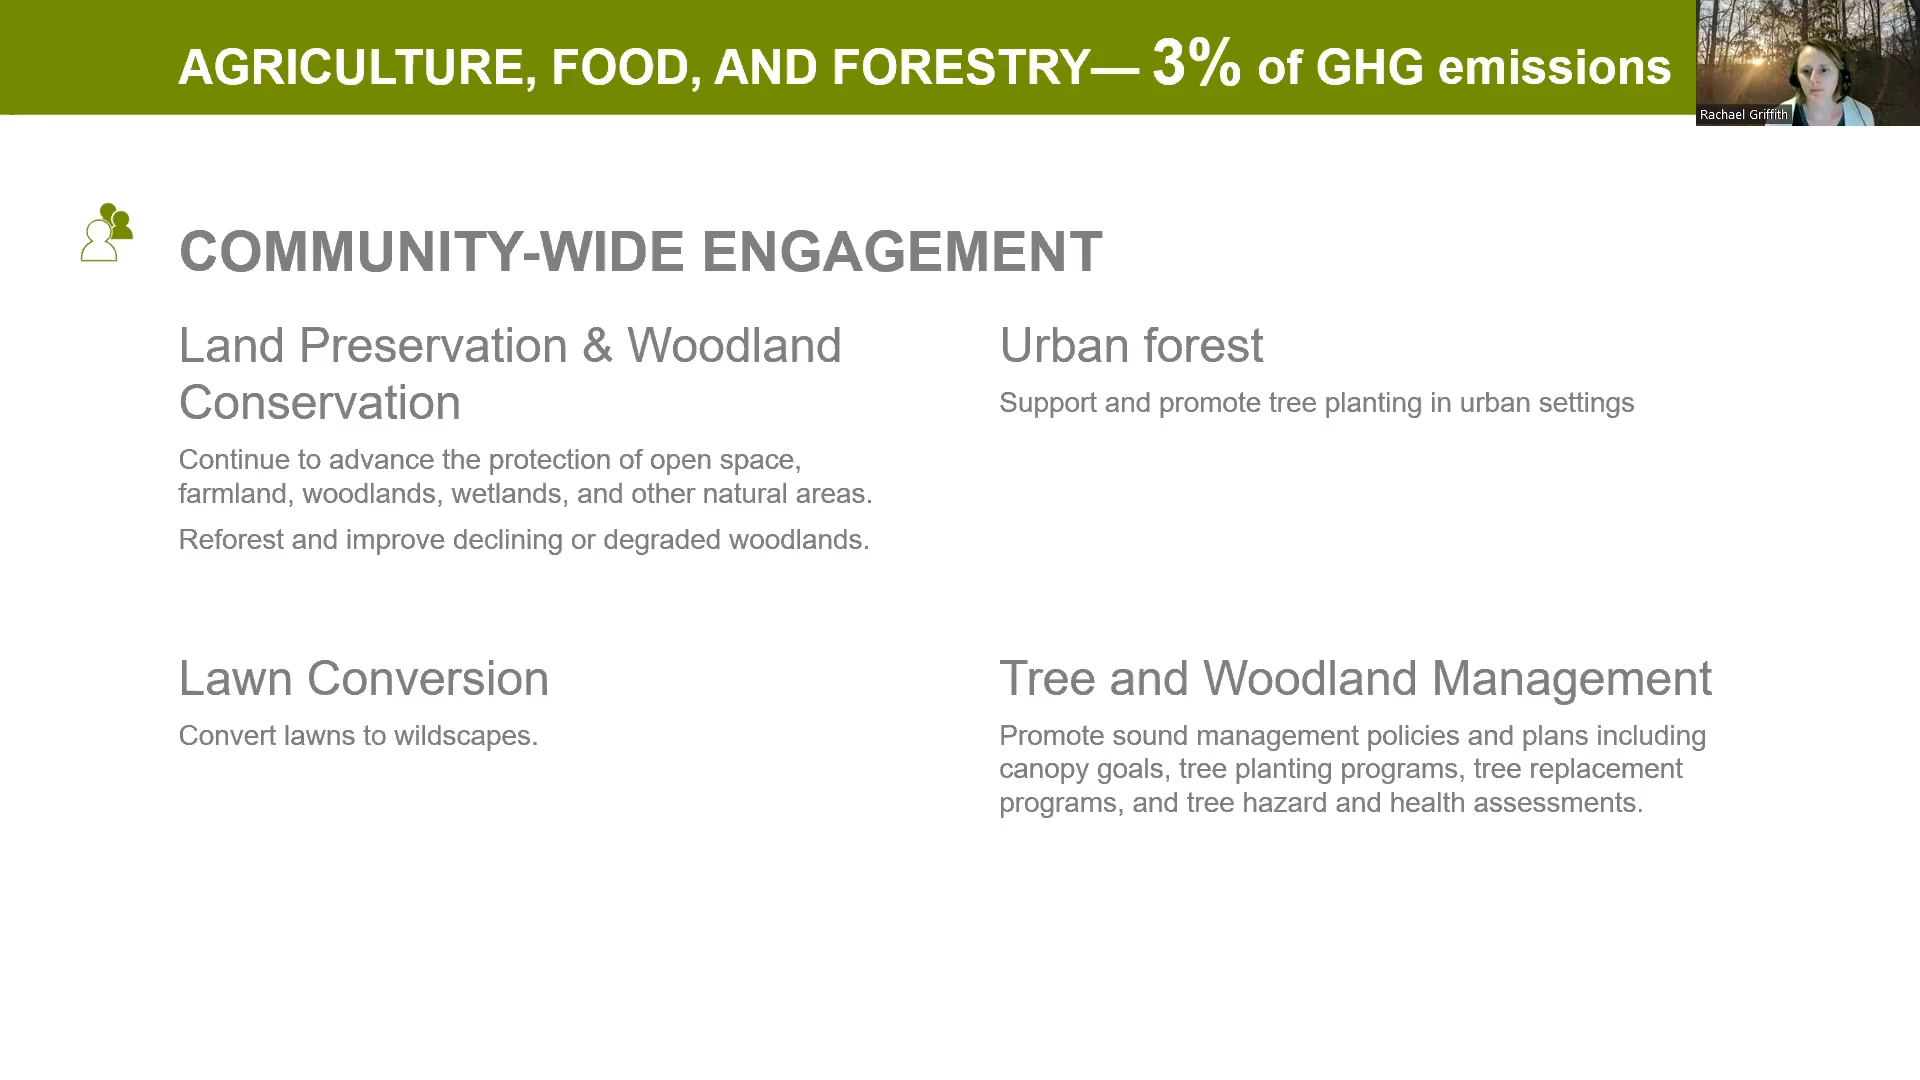 AGRICULTURE, FOOD, AND FORESTRY— 3% of GHG emissions
Rachael Griffith
COMMUNITY-WIDE ENGAGEMENT
Land Preservation & Woodland
Conservation
Continue to advance the protection of open space,
farmland, woodlands, wetlands, and other natural areas.
Reforest and improve declining or degraded woodlands.
Urban forest
Support and promote tree planting in urban settings
Lawn Conversion
Convert lawns to wildscapes.
Tree and Woodland Management
Promote sound management policies and plans including
canopy goals, tree planting programs, tree replacement
programs, and tree hazard and health assessments.